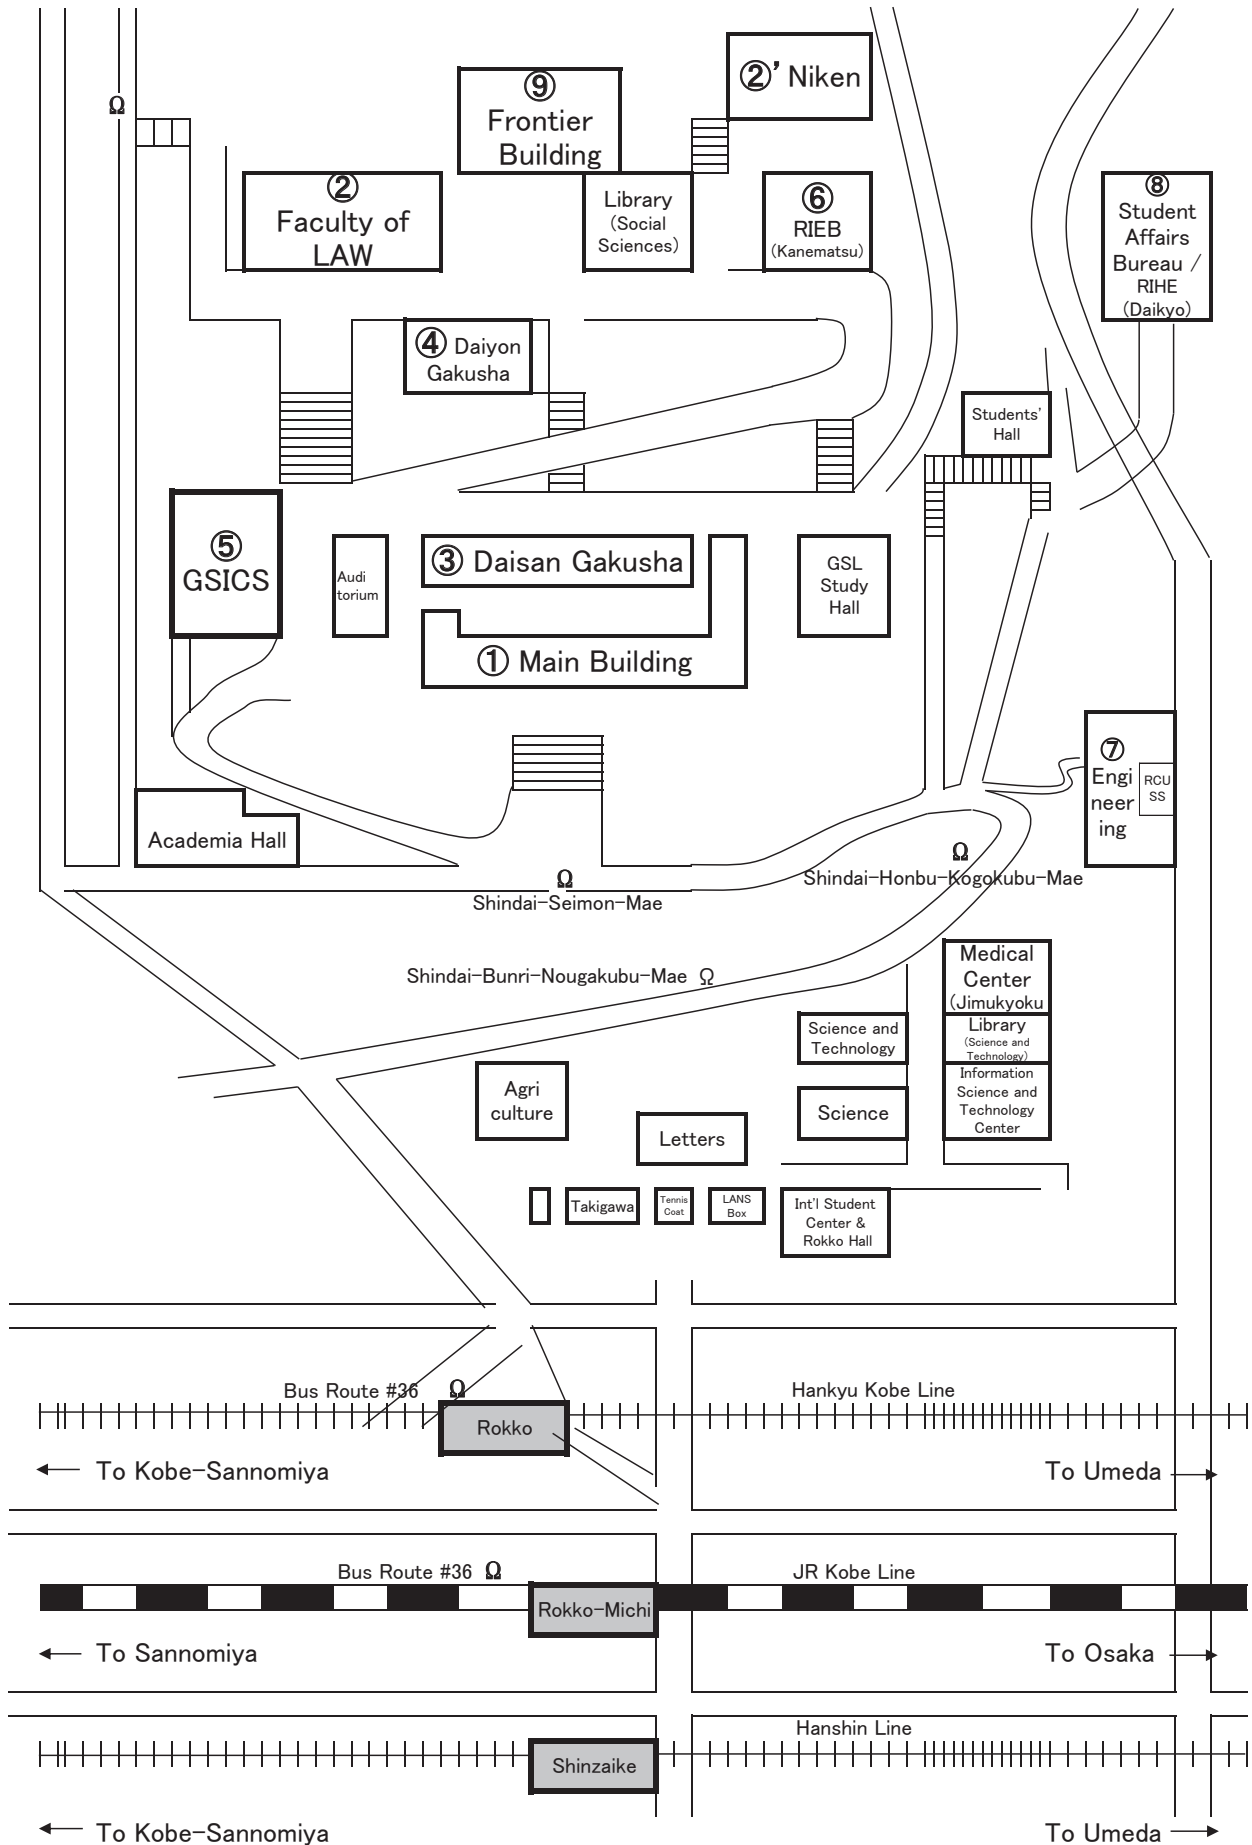 ②' Niken
⑨
Frontier
Building
Ω
②
Faculty of
LAW
Library
(Social
Sciences)
⑥
RIEB
(Kanematsu)
⑧
Student
Affairs
Bureau /
RIHE
(Daikyo)
④ Daiyon
Gakusha
Students'
Hall
⑤
GSICS
Audi
torium
③ Daisan Gakusha
GSL
Study
Hall
① Main Building
⑦
Engi
neer
ing
RCU
SS
Academia Hall
Ω
Shindai-Seimon-Mae
Ω
Shindai-Honbu-Kogokubu-Mae
Shindai-Bunri-Nougakubu-Mae Ω
Medical
Center
(Jimukyoku
Science and
Technology
Library
(Science and
Technology)
Agri
culture
Science
Information
Science and
Technology
Center
Letters
Takigawa
Tennis
Coat
LANS
Box
Int'l Student
Center &
Rokko Hall
Bus Route #36 Ω
Hankyu Kobe Line
Rokko
← To Kobe-Sannomiya
To Umeda →
Bus Route #36 Ω
JR Kobe Line
Rokko-Michi
← To Sannomiya
To Osaka →
Hanshin Line
Shinzaike
← To Kobe-Sannomiya
To Umeda →